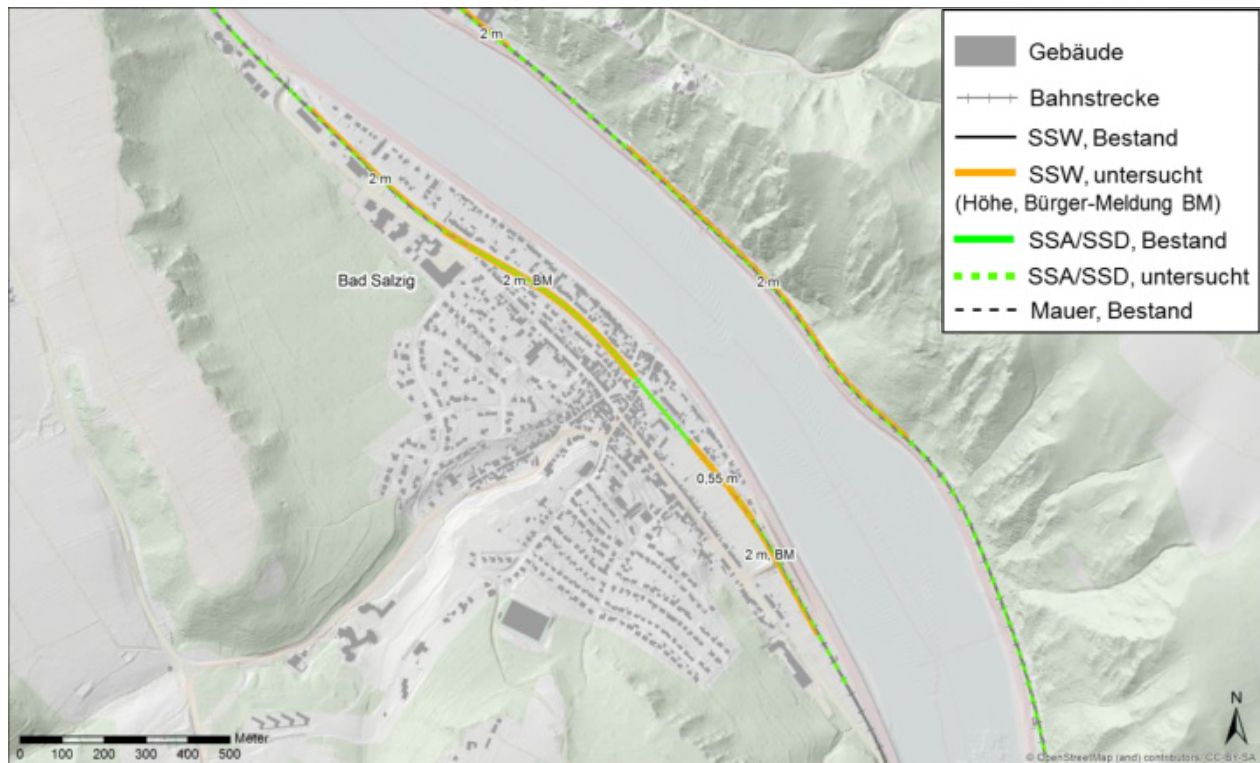 2 m
2 m
Bad Salzig
2 m, BM
2 m
0,55 m
2 m, BM
Gebäude
Bahnstrecke
SSW, Bestand
SSW, untersucht
(Höhe, Bürger-Meldung BM)
SSA/SSD, Bestand
SSA/SSD, untersucht
Mauer, Bestand
Meter
0 100 200 300 400 500
N
© OpenStreetMap (and) contributors, CC-BY-SA